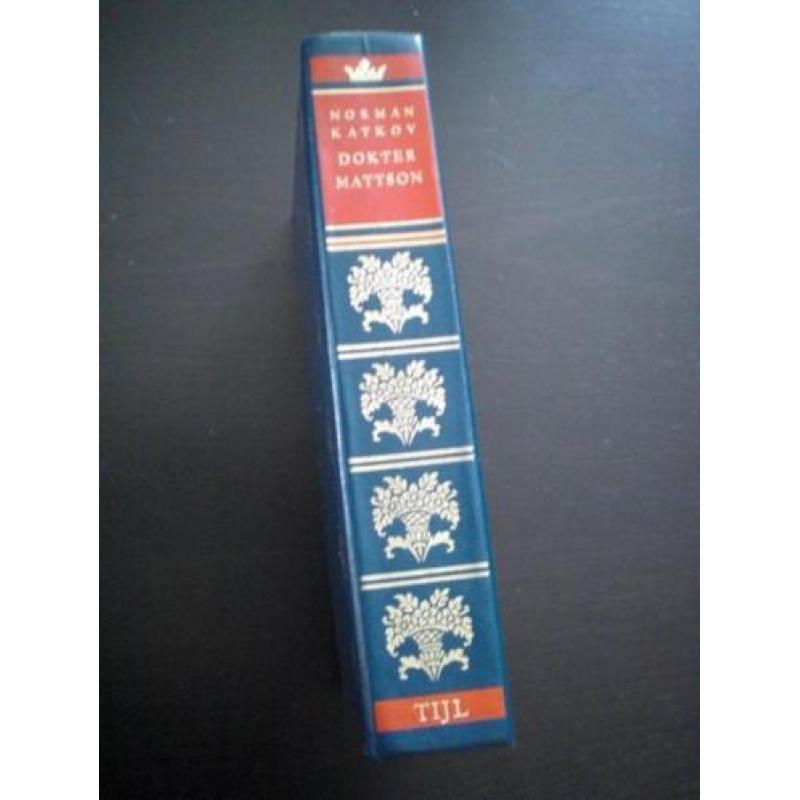 NORMAN
KATKOV
DOKTER
MATTSON
TIJL